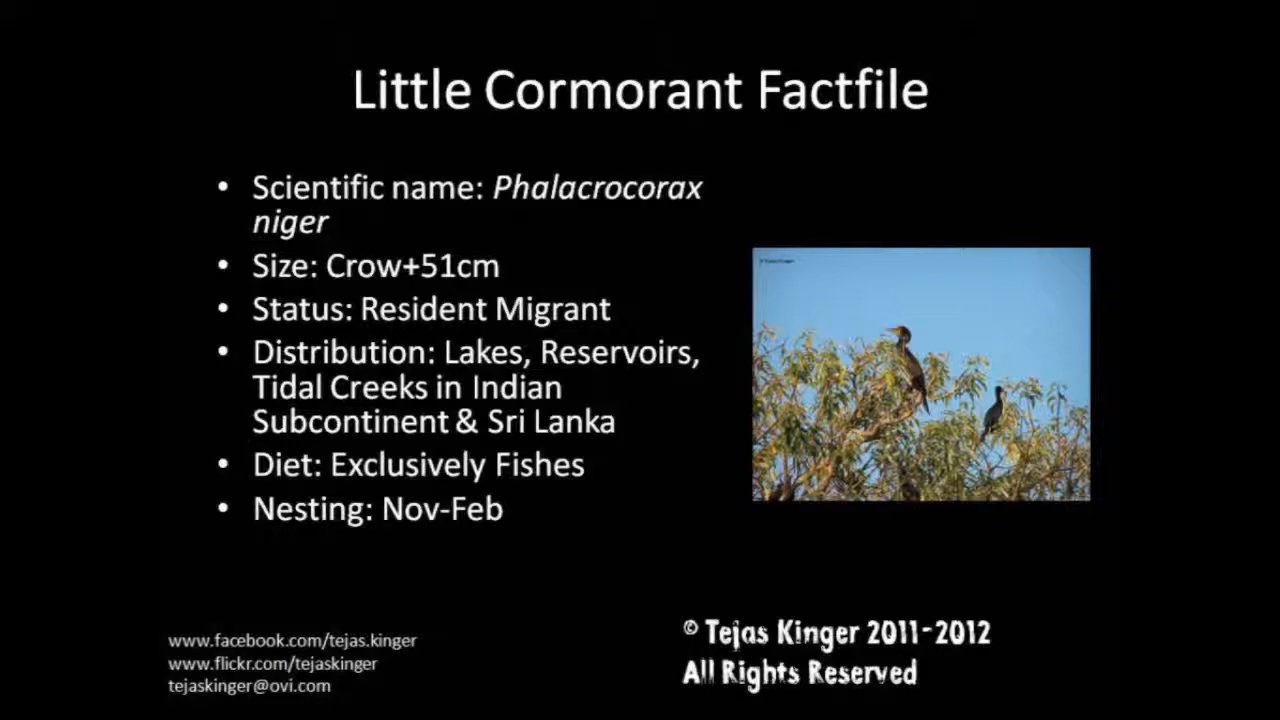 Little Cormorant Factfile
• Scientific name: Phalacrocorax
niger
• Size: Crow+51cm
• Status: Resident Migrant
• Distribution: Lakes, Reservoirs,
Tidal Creeks in Indian
Subcontinent & Sri Lanka
• Diet: Exclusively Fishes
• Nesting: Nov-Feb
www.facebook.com/tejas.kinger
www.flickr.com/tejaskinger
tejaskinger@ovi.com
© Tejas Kinger 2011-2012
All Rights Reserved